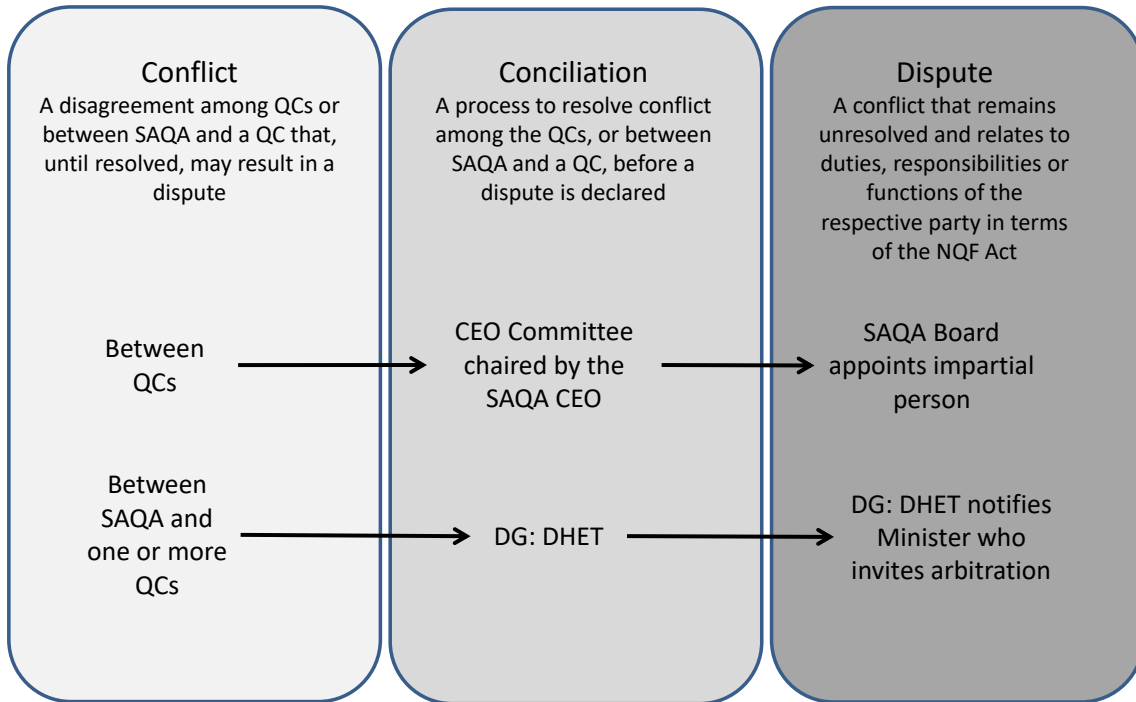 Conflict
A disagreement among QCs or
between SAQA and a QC that,
until resolved, may result in a
dispute
Conciliation
A process to resolve conflict
among the QCs, or between
SAQA and a QC, before a
dispute is declared
Dispute
A conflict that remains
unresolved and relates to
duties, responsibilities or
functions of the
respective party in terms
of the NQF Act
Between
QCs
CEO Committee
chaired by the
SAQA CEO
SAQA Board
appoints impartial
person
Between
SAQA and
one or more
QCs
DG: DHET
DG: DHET notifies
Minister who
invites arbitration